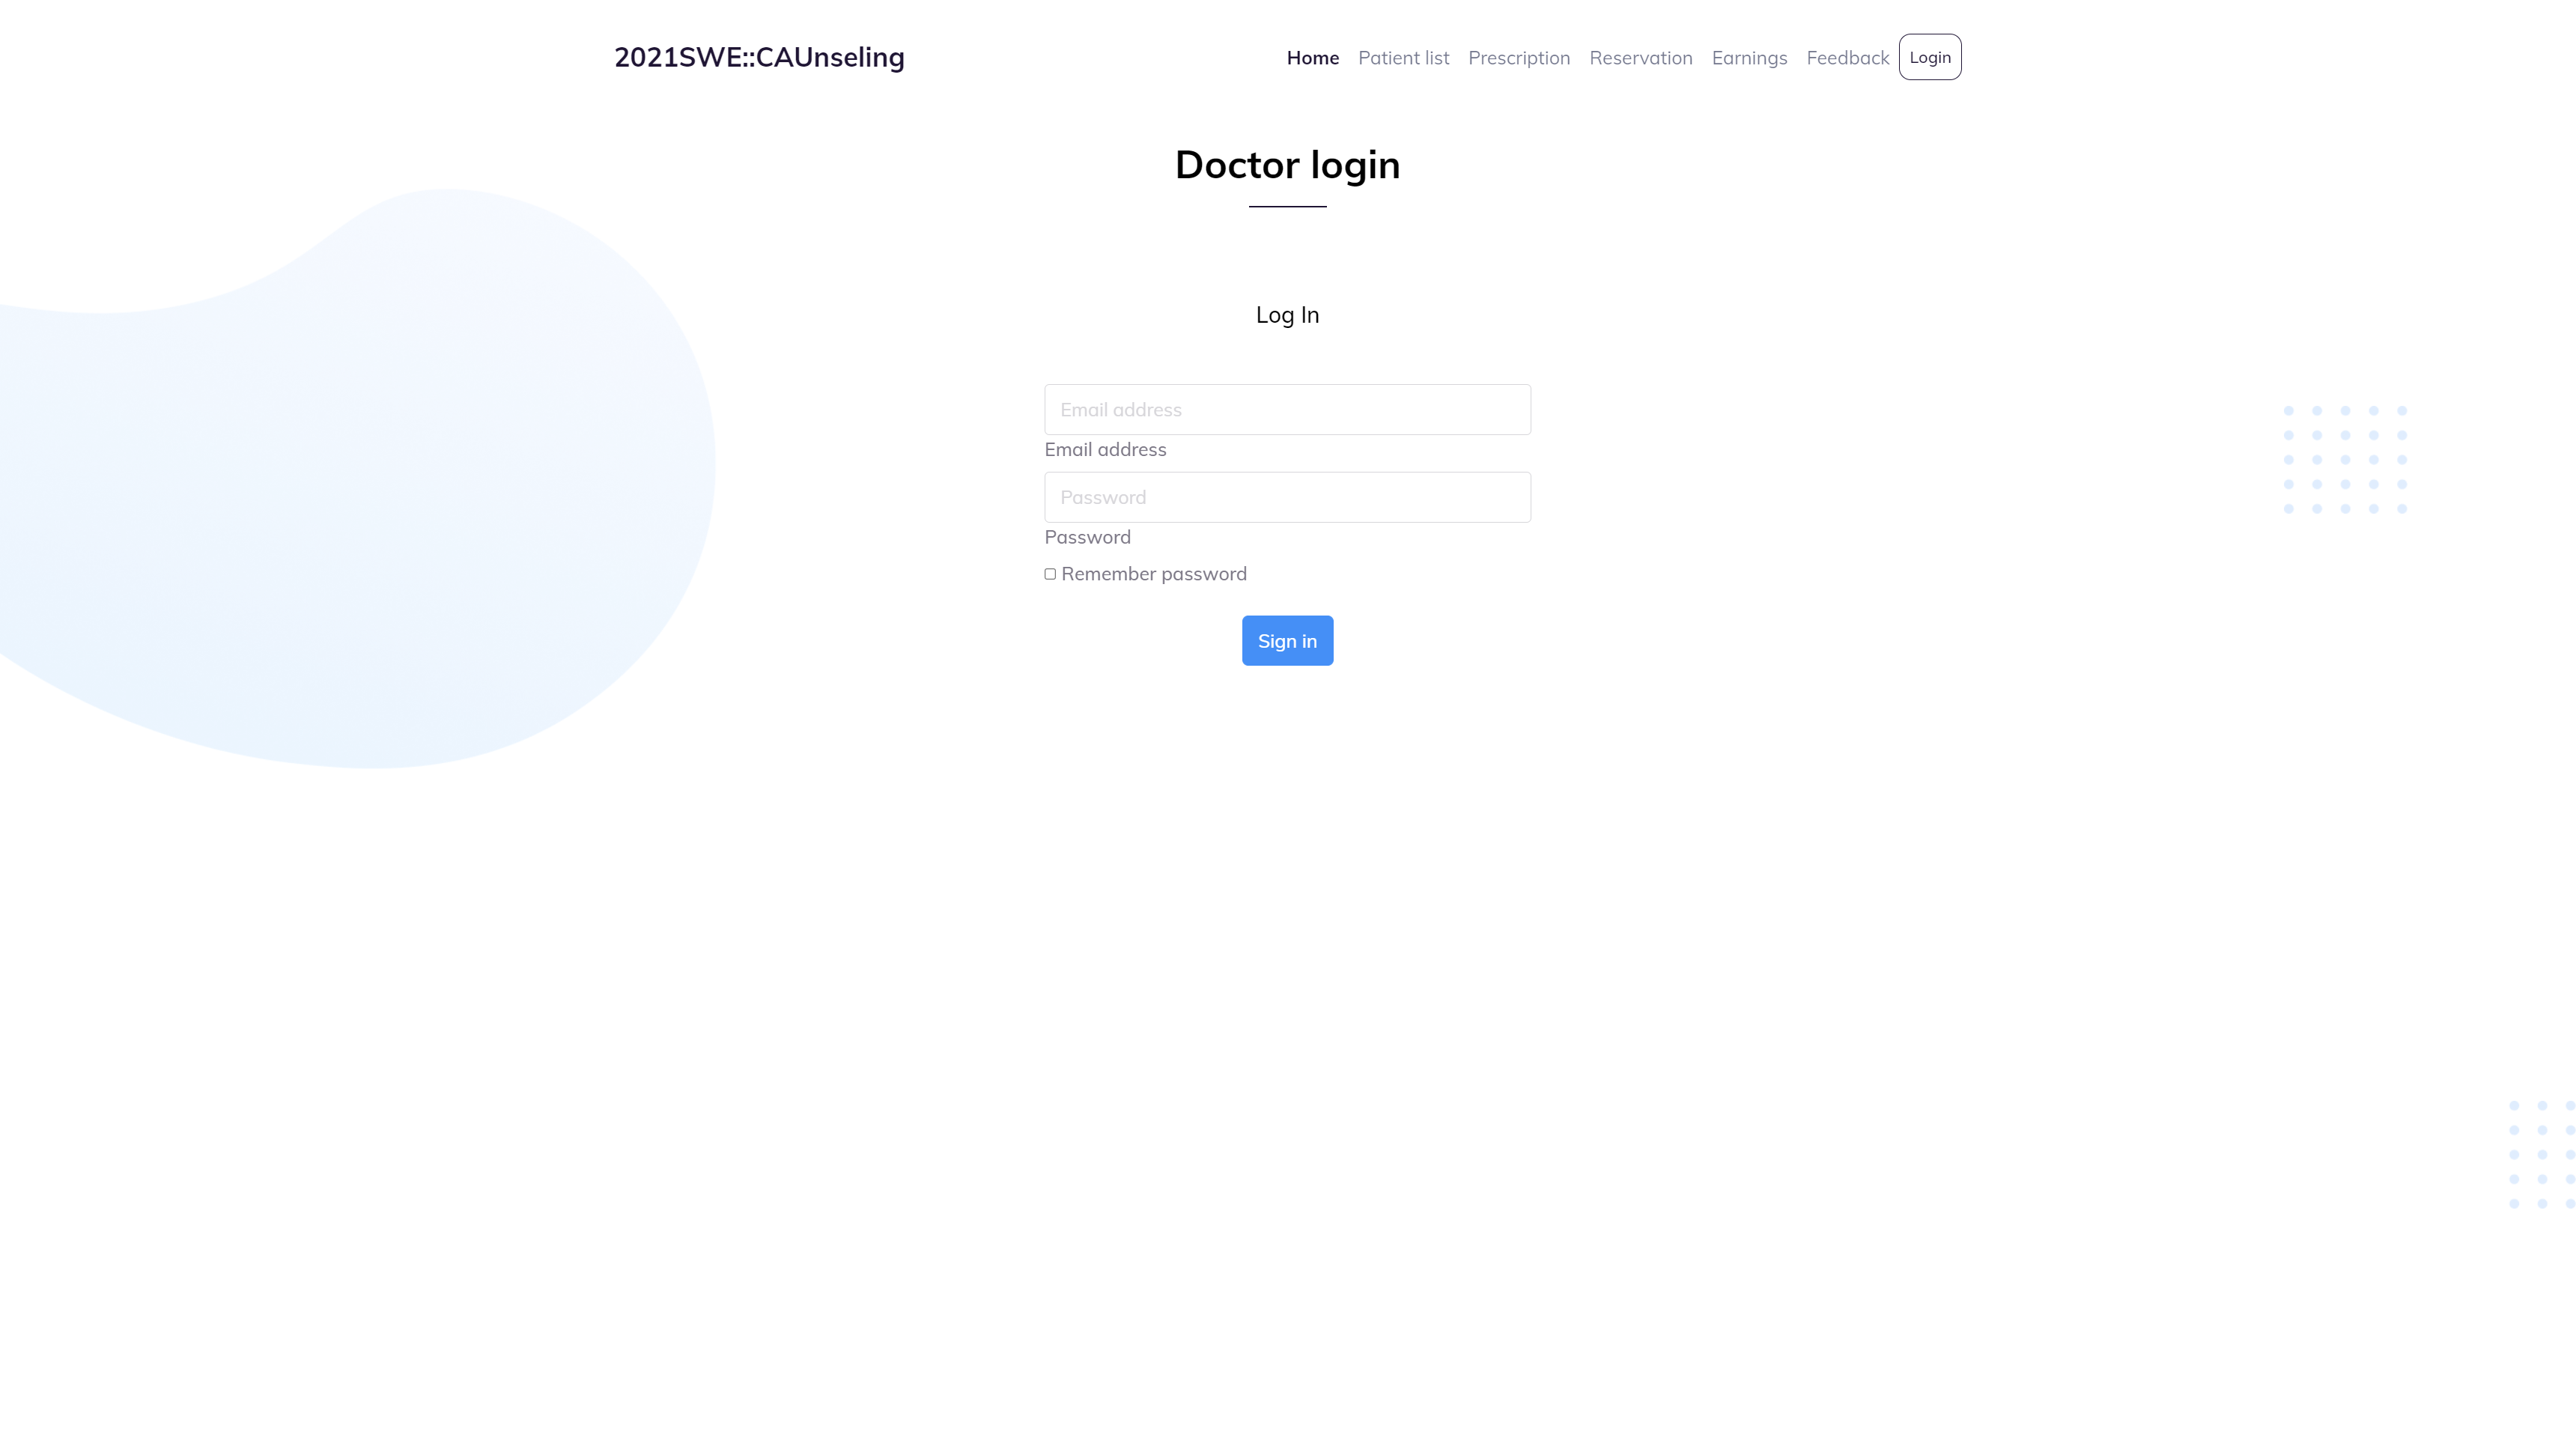 2021SWE::CAUnseling
Home Patient list Prescription Reservation Earnings Feedback Login
Doctor login
Log In
Email address
Email address
Password
Password
Remember password
Sign in